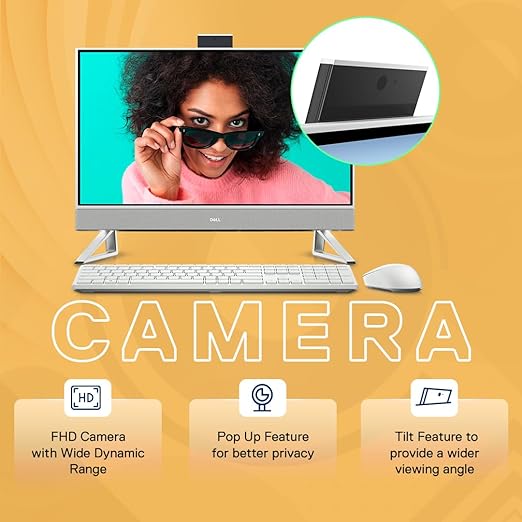 DELL
CAMERA
HD
FHD Camera
with Wide Dynamic
Range
Pop Up Feature
for better privacy
Tilt Feature to
provide a wider
viewing angle